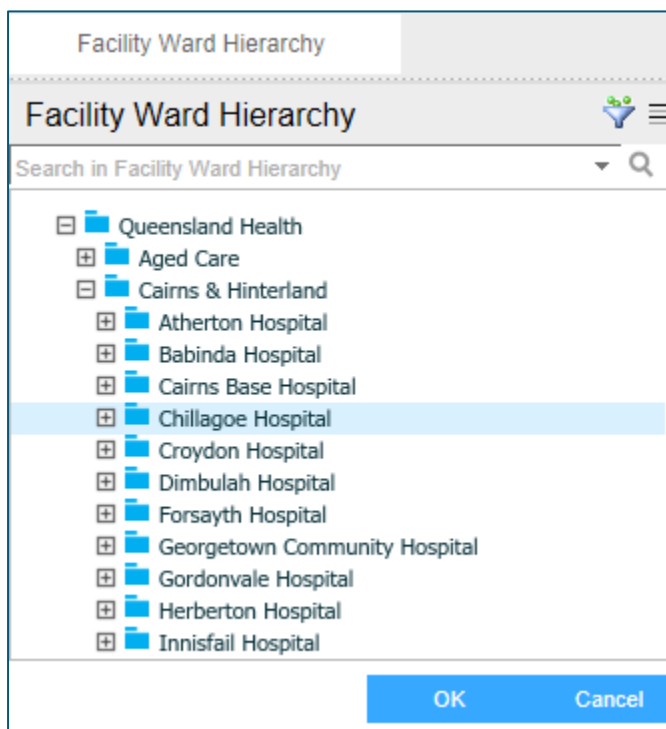 Facility Ward Hierarchy
Facility Ward Hierarchy
Search in Facility Ward Hierarchy
Queensland Health
Aged Care
Cairns & Hinterland
Atherton Hospital
Babinda Hospital
Cairns Base Hospital
Chillagoe Hospital
Croydon Hospital
Dimbulah Hospital
Forsayth Hospital
Georgetown Community Hospital
Gordonvale Hospital
Herberton Hospital
Innisfail Hospital
OK Cancel